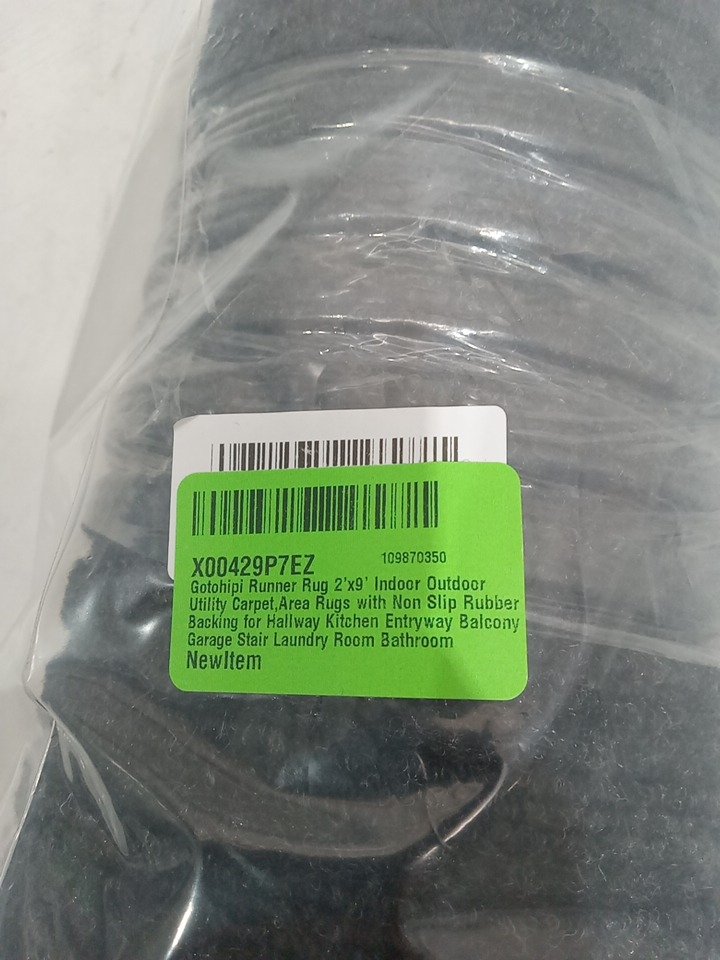 X00429P7EZ 109870350
Gotohipi Runner Rug 2'x9' Indoor Outdoor
Utility Carpet,Area Rugs with Non Slip Rubber
Backing for Hallway Kitchen Entryway Balcony
Garage Stair Laundry Room Bathroom
NewItem